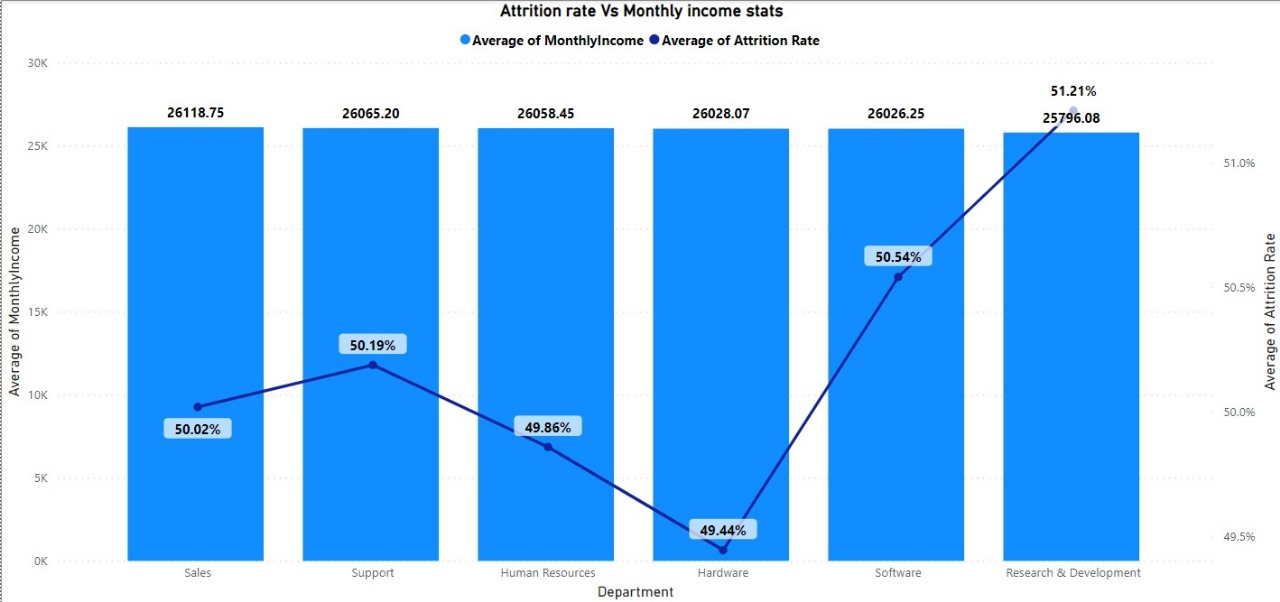 Attrition rate Vs Monthly income stats
Average of MonthlyIncome Average of Attrition Rate
30K
25K
20K
15K
10K
5K
0K
Average of MonthlyIncome
26118.75
26065.20
26058.45
26028.07
26026.25
25796.08
50.02%
50.19%
49.86%
49.44%
50.54%
51.21%
51.0%
50.5%
50.0%
49.5%
Average of Attrition Rate
Sales
Support
Human Resources
Hardware
Software
Research & Development
Department